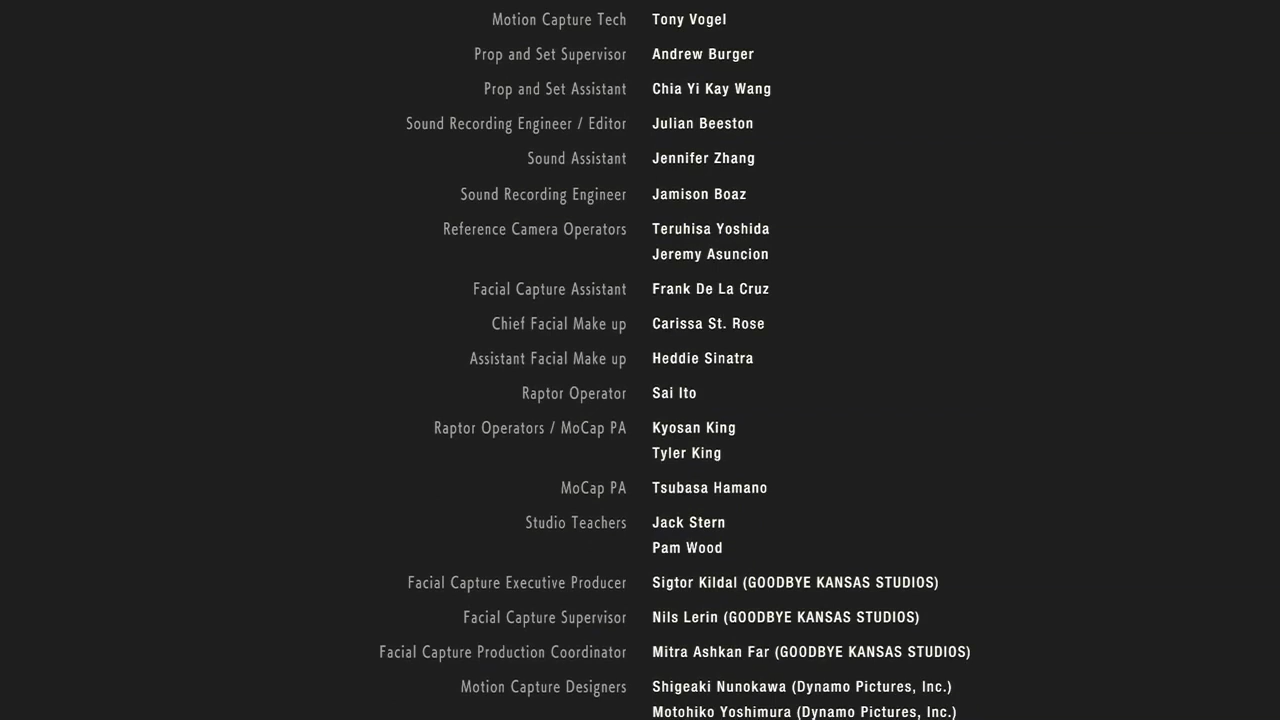 Motion Capture Tech Tony Vogel
Prop and Set Supervisor Andrew Burger
Prop and Set Assistant Chia Yi Kay Wang
Sound Recording Engineer / Editor Julian Beeston
Sound Assistant Jennifer Zhang
Sound Recording Engineer Jamison Boaz
Reference Camera Operators Teruhisa Yoshida
Jeremy Asuncion
Facial Capture Assistant Frank De La Cruz
Chief Facial Make up Carissa St. Rose
Assistant Facial Make up Heddie Sinatra
Raptor Operator Sai Ito
Raptor Operators / MoCap PA Kyosan King
Tyler King
MoCap PA Tsubasa Hamano
Studio Teachers Jack Stern
Pam Wood
Facial Capture Executive Producer Sigtor Kildal (GOODBYE KANSAS STUDIOS)
Facial Capture Supervisor Nils Lerin (GOODBYE KANSAS STUDIOS)
Facial Capture Production Coordinator Mitra Ashkan Far (GOODBYE KANSAS STUDIOS)
Motion Capture Designers Shigeaki Nunokawa (Dynamo Pictures, Inc.)
Motohiko Yoshimura (Dynamo Pictures, Inc.)